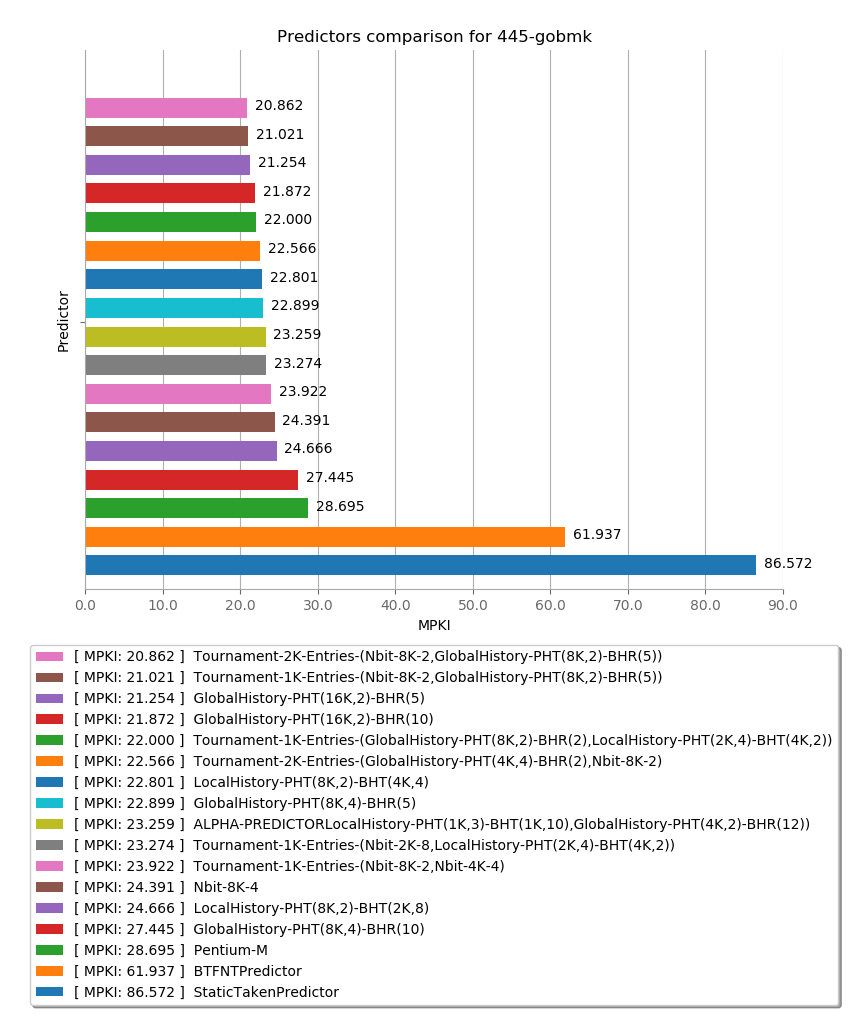 Predictors comparison for 445-gobmk
20.862
21.021
21.254
21.872
22.000
22.566
22.801
22.899
23.259
23.274
23.922
24.391
24.666
27.445
28.695
61.937
86.572
Predictor
0.0 10.0 20.0 30.0 40.0 50.0 60.0 70.0 80.0 90.0
MPKI
[ MPKI: 20.862 ] Tournament-2K-Entries-(Nbit-8K-2,GlobalHistory-PHT(8K,2)-BHR(5))
[ MPKI: 21.021 ] Tournament-1K-Entries-(Nbit-8K-2,GlobalHistory-PHT(8K,2)-BHR(5))
[ MPKI: 21.254 ] GlobalHistory-PHT(16K,2)-BHR(5)
[ MPKI: 21.872 ] GlobalHistory-PHT(16K,2)-BHR(10)
[ MPKI: 22.000 ] Tournament-1K-Entries-(GlobalHistory-PHT(8K,2)-BHR(2),LocalHistory-PHT(2K,4)-BHT(4K,2))
[ MPKI: 22.566 ] Tournament-2K-Entries-(GlobalHistory-PHT(4K,4)-BHR(2),Nbit-8K-2)
[ MPKI: 22.801 ] LocalHistory-PHT(8K,2)-BHT(4K,4)
[ MPKI: 22.899 ] GlobalHistory-PHT(8K,4)-BHR(5)
[ MPKI: 23.259 ] ALPHA-PREDICTORLocalHistory-PHT(1K,3)-BHT(1K,10),GlobalHistory-PHT(4K,2)-BHR(12))
[ MPKI: 23.274 ] Tournament-1K-Entries-(Nbit-2K-8,LocalHistory-PHT(2K,4)-BHT(4K,2))
[ MPKI: 23.922 ] Tournament-1K-Entries-(Nbit-8K-2,Nbit-4K-4)
[ MPKI: 24.391 ] Nbit-8K-4
[ MPKI: 24.666 ] LocalHistory-PHT(8K,2)-BHT(2K,8)
[ MPKI: 27.445 ] GlobalHistory-PHT(8K,4)-BHR(10)
[ MPKI: 28.695 ] Pentium-M
[ MPKI: 61.937 ] BTFNTPredictor
[ MPKI: 86.572 ] StaticTakenPredictor